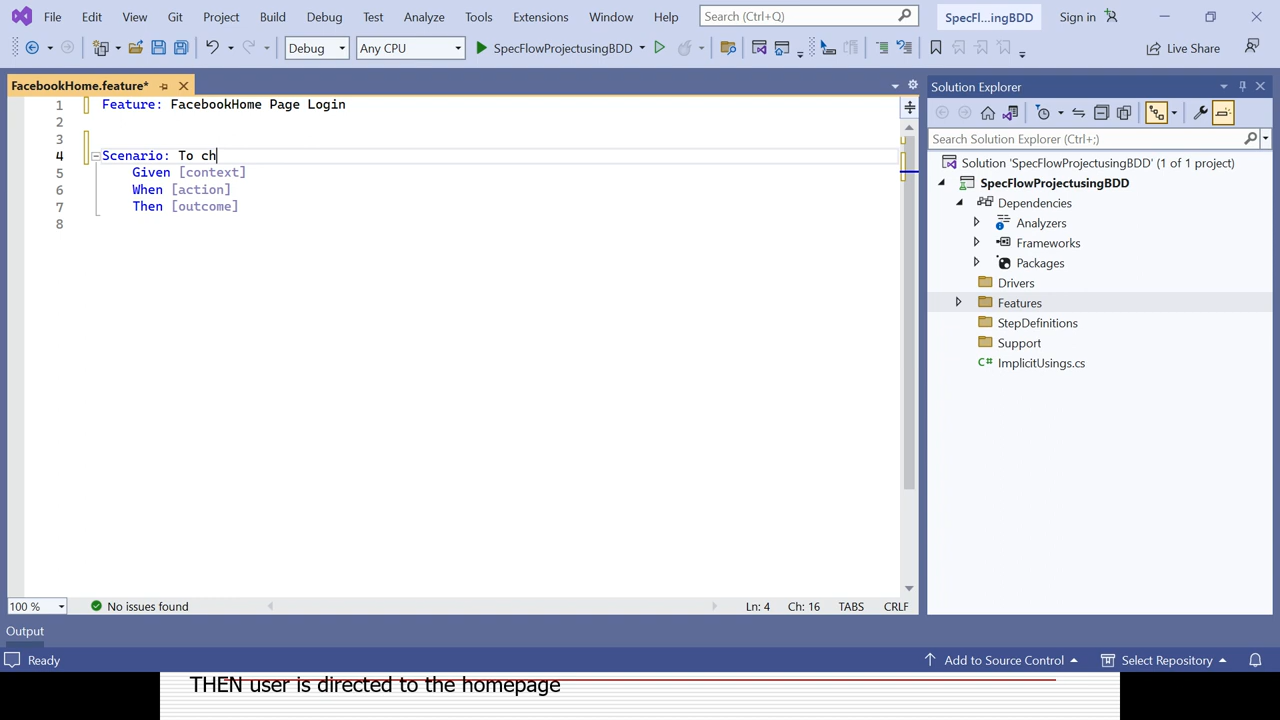 File Edit View Git Project Build Debug Test Analyze Tools Extensions Window Help Search (Ctrl+Q) SpecFl...ingBDD Sign in
Debug Any CPU SpecFlowProjectusingBDD Live Share
FacebookHome.feature*
Solution Explorer
1 Feature: FacebookHome Page Login
2
3
4 Scenario: To ch
5 Given [context]
6 When [action]
7 Then [outcome]
8
Search Solution Explorer (Ctrl+;)
Solution 'SpecFlowProjectusingBDD' (1 of 1 project)
SpecFlowProjectusingBDD
Dependencies
Analyzers
Frameworks
Packages
Drivers
Features
StepDefinitions
Support
C# ImplicitUsings.cs
100 % No issues found Ln: 4 Ch: 16 TABS CRLF
Output
Ready Add to Source Control Select Repository
THEN user is directed to the homepage